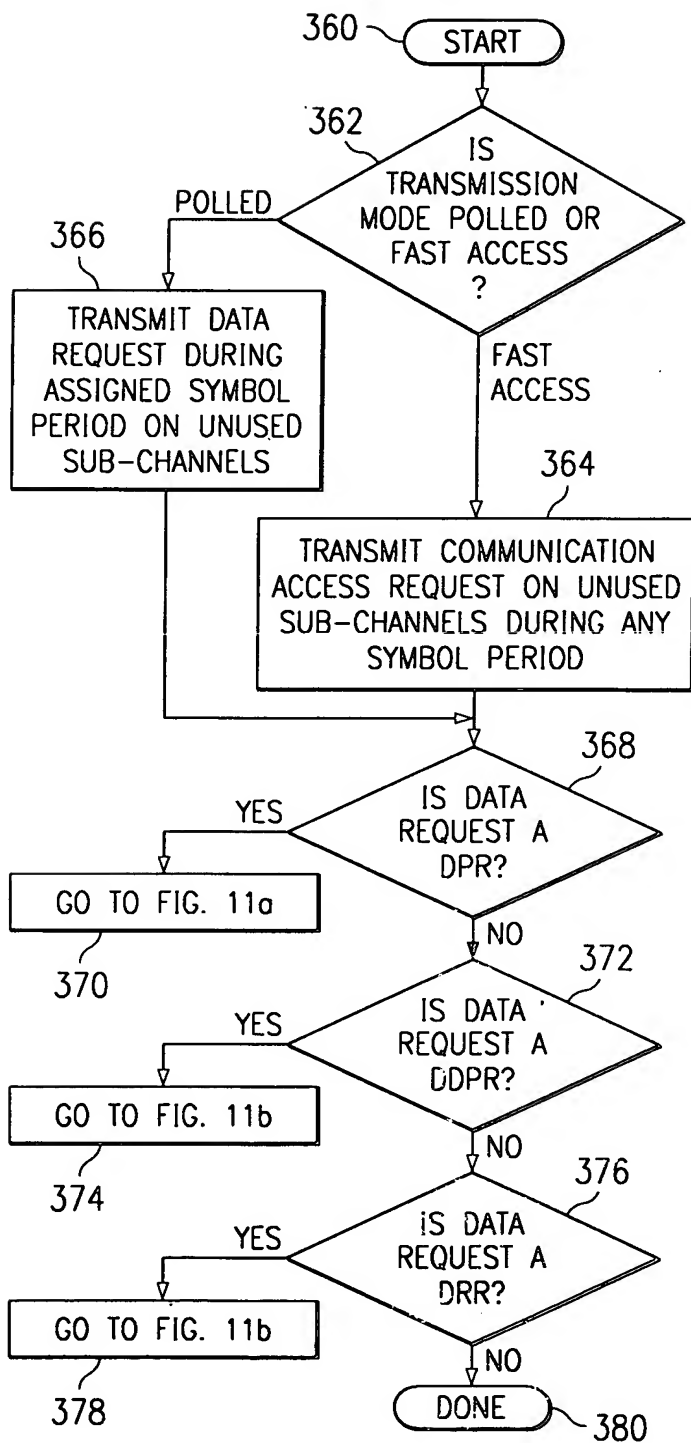 360
START
362
IS
TRANSMISSION
MODE POLLED OR
FAST ACCESS
?
POLLED
366
TRANSMIT DATA
REQUEST DURING
ASSIGNED SYMBOL
PERIOD ON UNUSED
SUB-CHANNELS
FAST
ACCESS
364
TRANSMIT COMMUNICATION
ACCESS REQUEST ON UNUSED
SUB-CHANNELS DURING ANY
SYMBOL PERIOD
368
IS DATA
REQUEST A
DPR?
YES
GO TO FIG. 11a
370
NO
372
IS DATA
REQUEST A
DDPR?
YES
GO TO FIG. 11b
374
NO
376
IS DATA
REQUEST A
DRR?
YES
GO TO FIG. 11b
378
NO
DONE
380